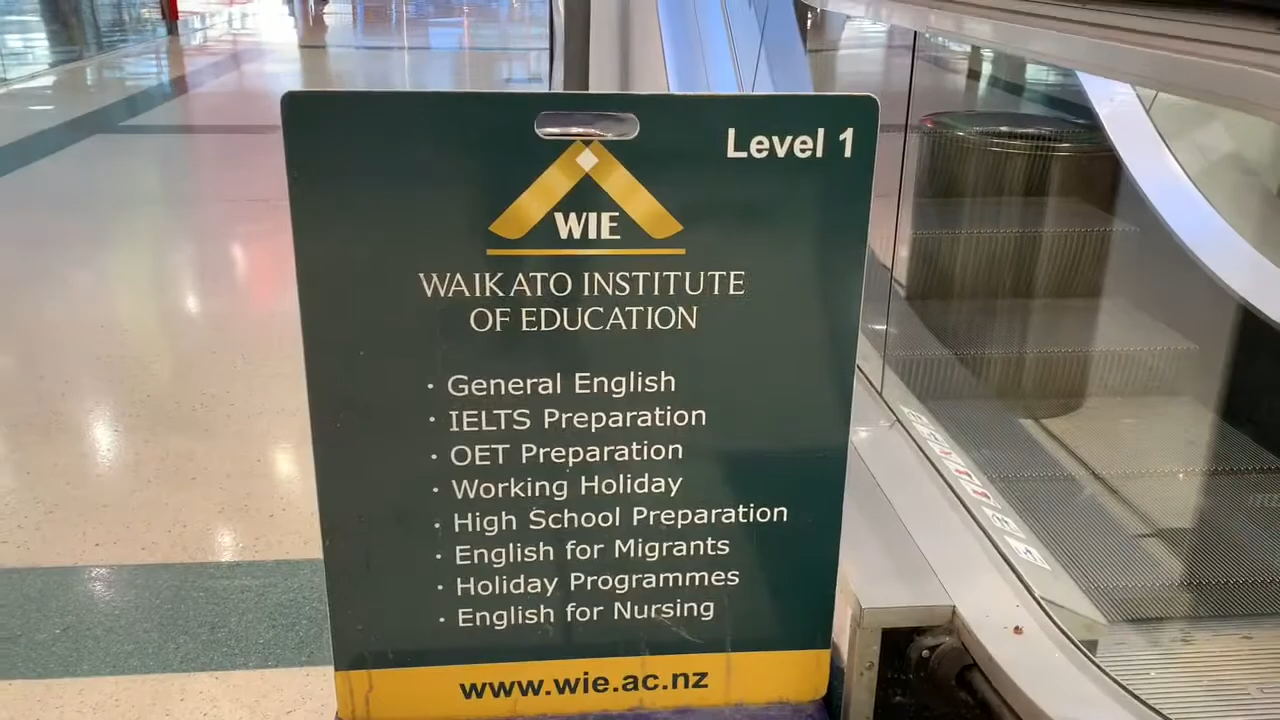 Level 1
WIE
WAIKATO INSTITUTE
OF EDUCATION
· General English
· IELTS Preparation
· OET Preparation
· Working Holiday
· High School Preparation
· English for Migrants
· Holiday Programmes
· English for Nursing
www.wie.ac.nz